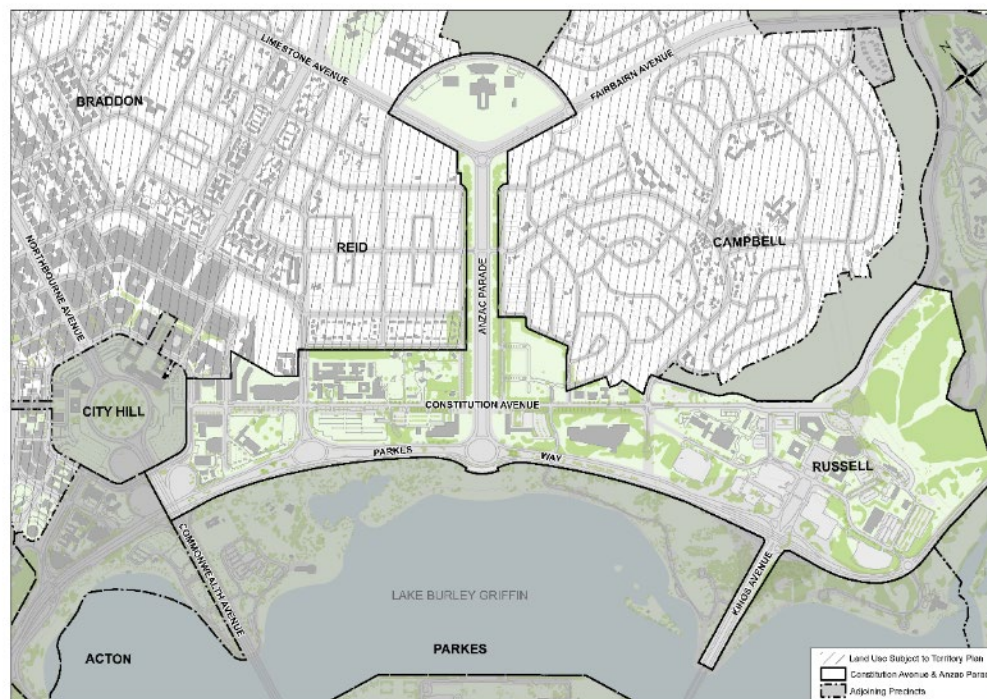 LIMESTONE AVENUE
FAIRBAIRN AVENUE
N
BRADDON
NORTHBOURNE AVENUE
REID
ANZAC PARADE
CAMPBELL
CITY HILL
CONSTITUTION AVENUE
PARKES
WAY
RUSSELL
COMMONWEALTH AVENUE
KINGS AVENUE
LAKE BURLEY GRIFFIN
ACTON
PARKES
Land Use Subject to Territory Plan
Constitution Avenue & Anzac Parad
Adjoining Precincts